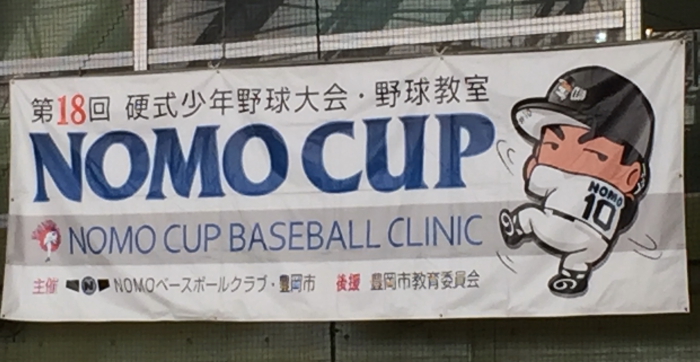 第18回 硬式少年野球大会・野球教室
NOMO CUP
NOMO CUP BASEBALL CLINIC
主催 N NOMOベースボールクラブ・豊岡市 後援 豊岡市教育委員会
NOMO
10